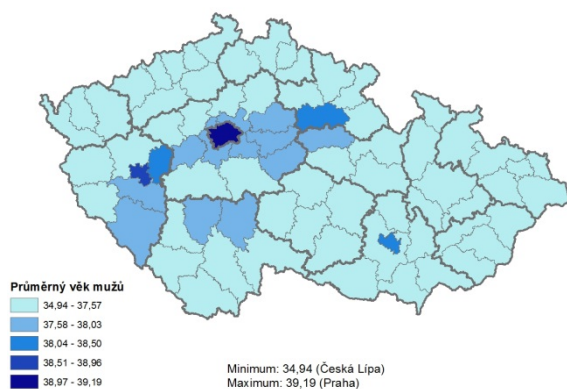 Průměrný věk mužů
34,94 - 37,57
37,58 - 38,03
38,04 - 38,50
38,51 - 38,96
38,97 - 39,19
Minimum: 34,94 (Česká Lípa)
Maximum: 39,19 (Praha)